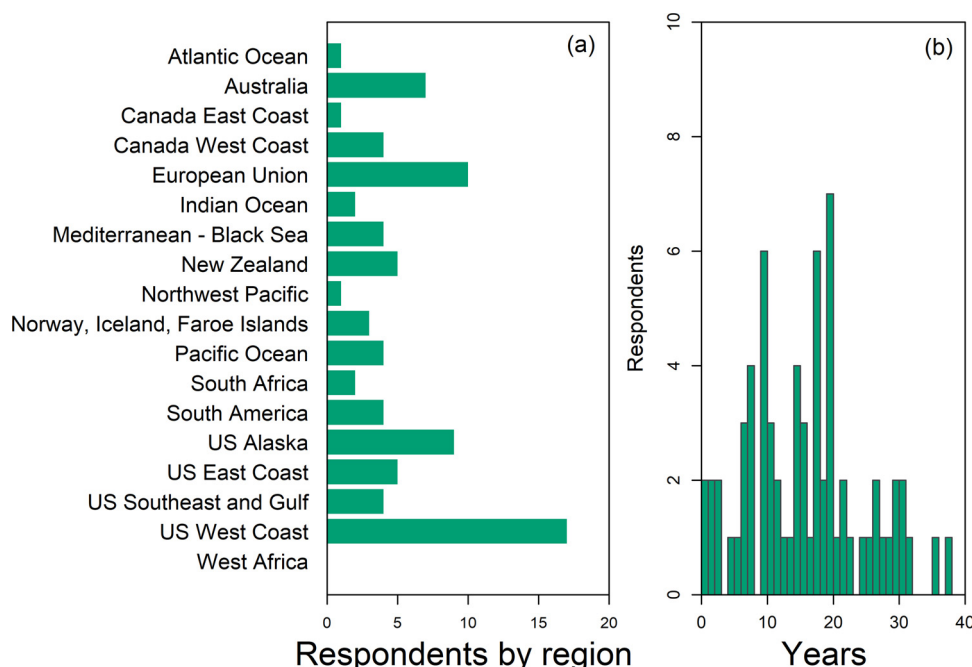 (a)
Atlantic Ocean
Australia
Canada East Coast
Canada West Coast
European Union
Indian Ocean
Mediterranean - Black Sea
New Zealand
Northwest Pacific
Norway, Iceland, Faroe Islands
Pacific Ocean
South Africa
South America
US Alaska
US East Coast
US Southeast and Gulf
US West Coast
West Africa
0 5 10 15 20
Respondents by region
(b)
10
8
6
4
2
0
Respondents
0 10 20 30 40
Years